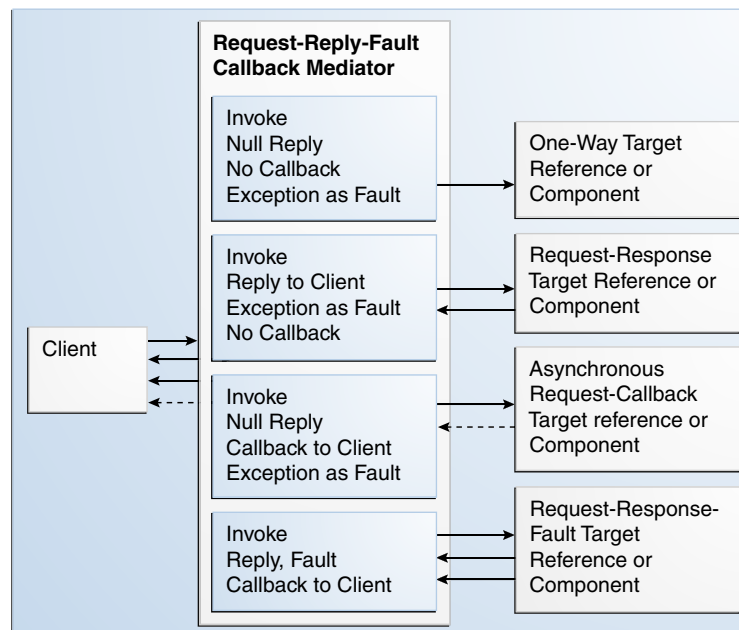 Request-Reply-Fault
Callback Mediator
Invoke
Null Reply
No Callback
Exception as Fault
One-Way Target
Reference or
Component
Invoke
Reply to Client
Exception as Fault
No Callback
Request-Response
Target Reference or
Component
Client
Invoke
Null Reply
Callback to Client
Exception as Fault
Asynchronous
Request-Callback
Target reference or
Component
Invoke
Reply, Fault
Callback to Client
Request-Response-
Fault Target
Reference or
Component